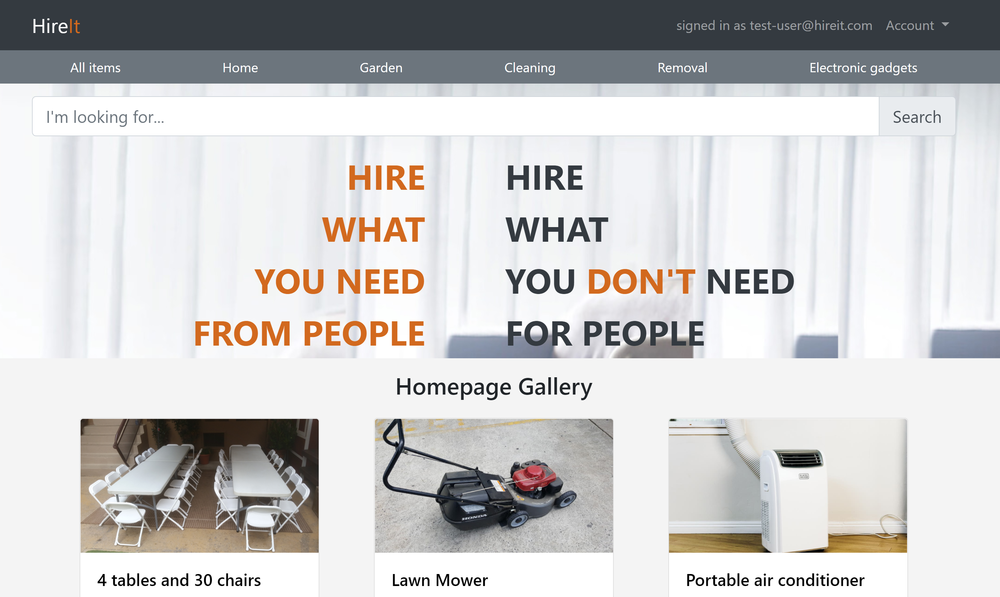 HireIt
signed in as test-user@hireit.com Account
All items Home Garden Cleaning Removal Electronic gadgets
I'm looking for... Search
HIRE
WHAT
YOU NEED
FROM PEOPLE
HIRE
WHAT
YOU DON'T NEED
FOR PEOPLE
Homepage Gallery
HONDA
BLACK+
DECKER
4 tables and 30 chairs
Lawn Mower
Portable air conditioner